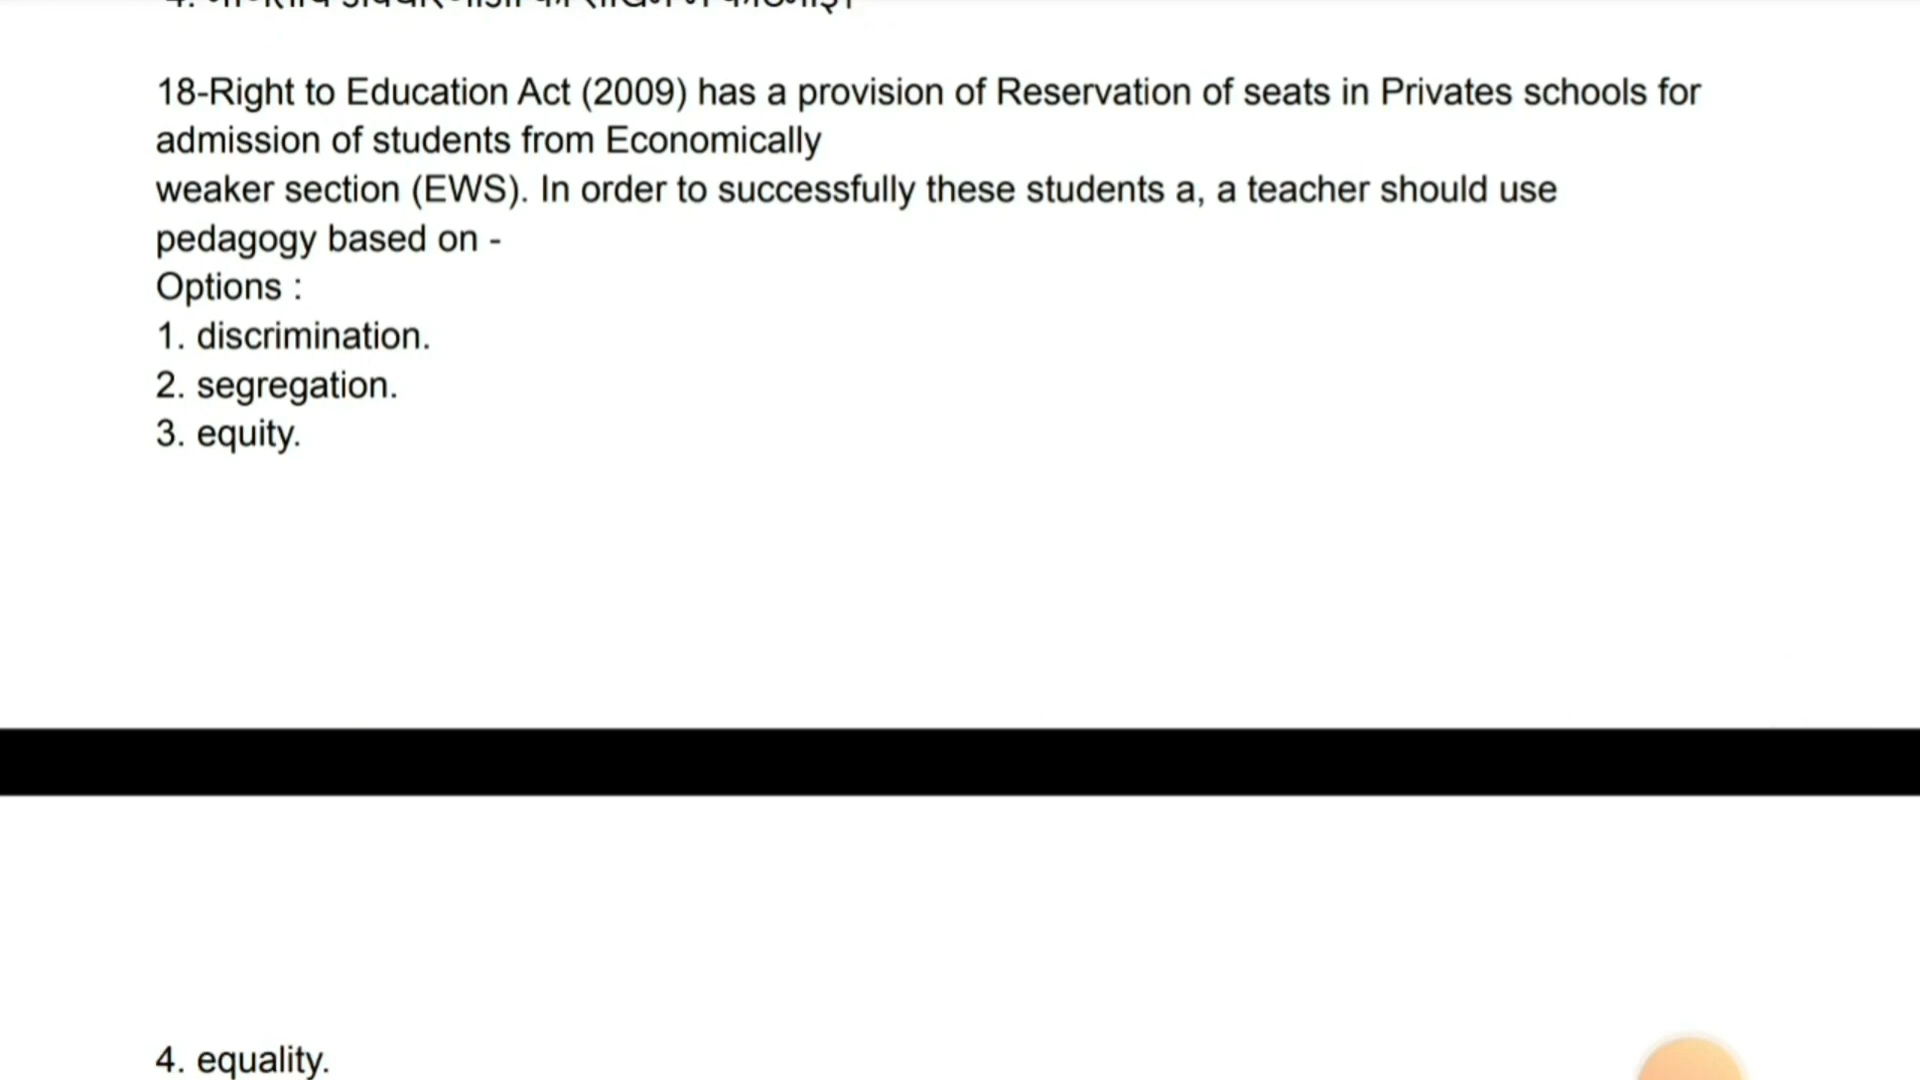 18-Right to Education Act (2009) has a provision of Reservation of seats in Privates schools for
admission of students from Economically
weaker section (EWS). In order to successfully these students a, a teacher should use
pedagogy based on -
Options :
1. discrimination.
2. segregation.
3. equity.
4. equality.